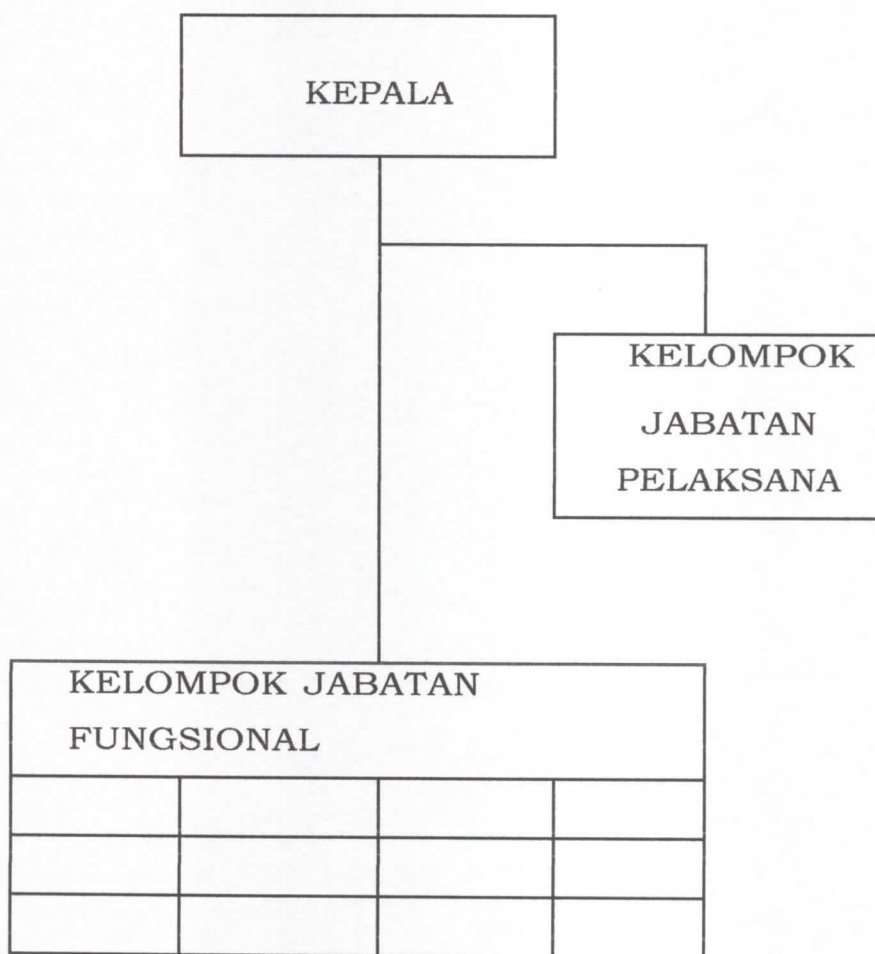 KEPALA
KELOMPOK
JABATAN
PELAKSANA
KELOMPOK JABATAN
FUNGSIONAL